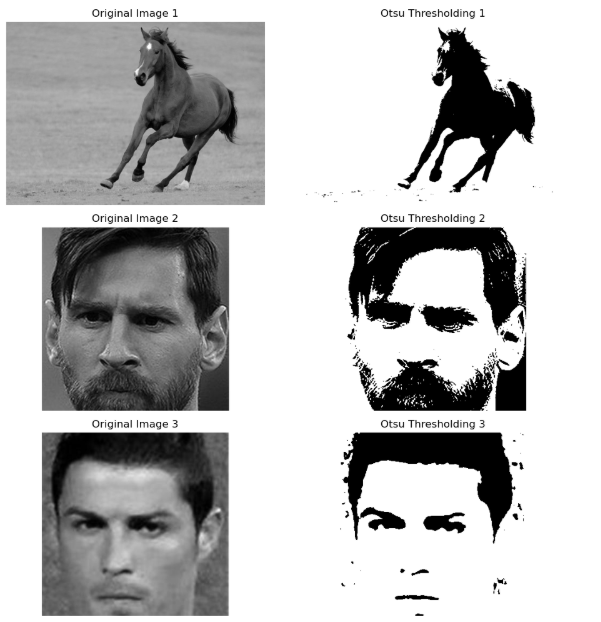 Original Image 1
Otsu Thresholding 1
Original Image 2
Otsu Thresholding 2
Original Image 3
Otsu Thresholding 3